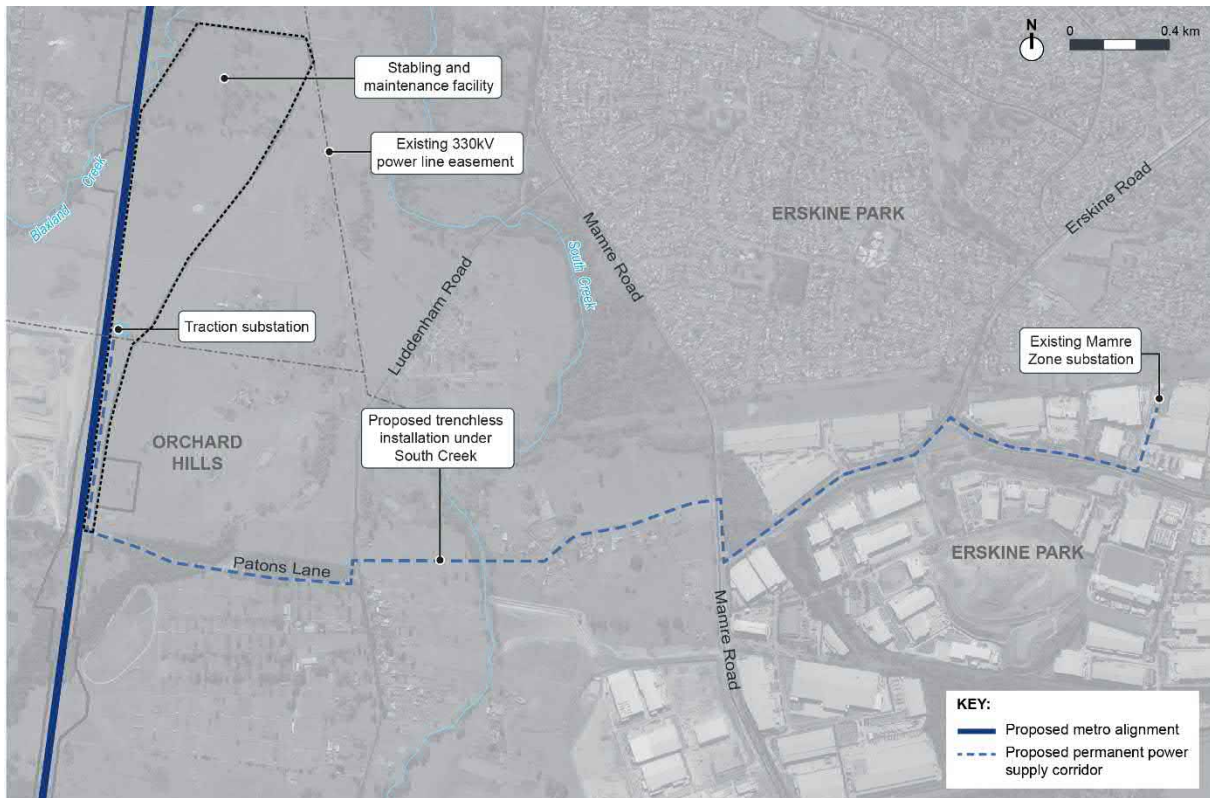 N
0
0.4 km
Stabling and
maintenance facility
Existing 330kV
power line easement
Blaxland Creek
Mamre Road
ERSKINE PARK
Erskine Road
South Creek
Luddenham Road
Traction substation
Existing Mamre
Zone substation
Proposed trenchless
installation under
South Creek
ORCHARD
HILLS
Patons Lane
ERSKINE PARK
Mamre Road
KEY:
Proposed metro alignment
Proposed permanent power
supply corridor